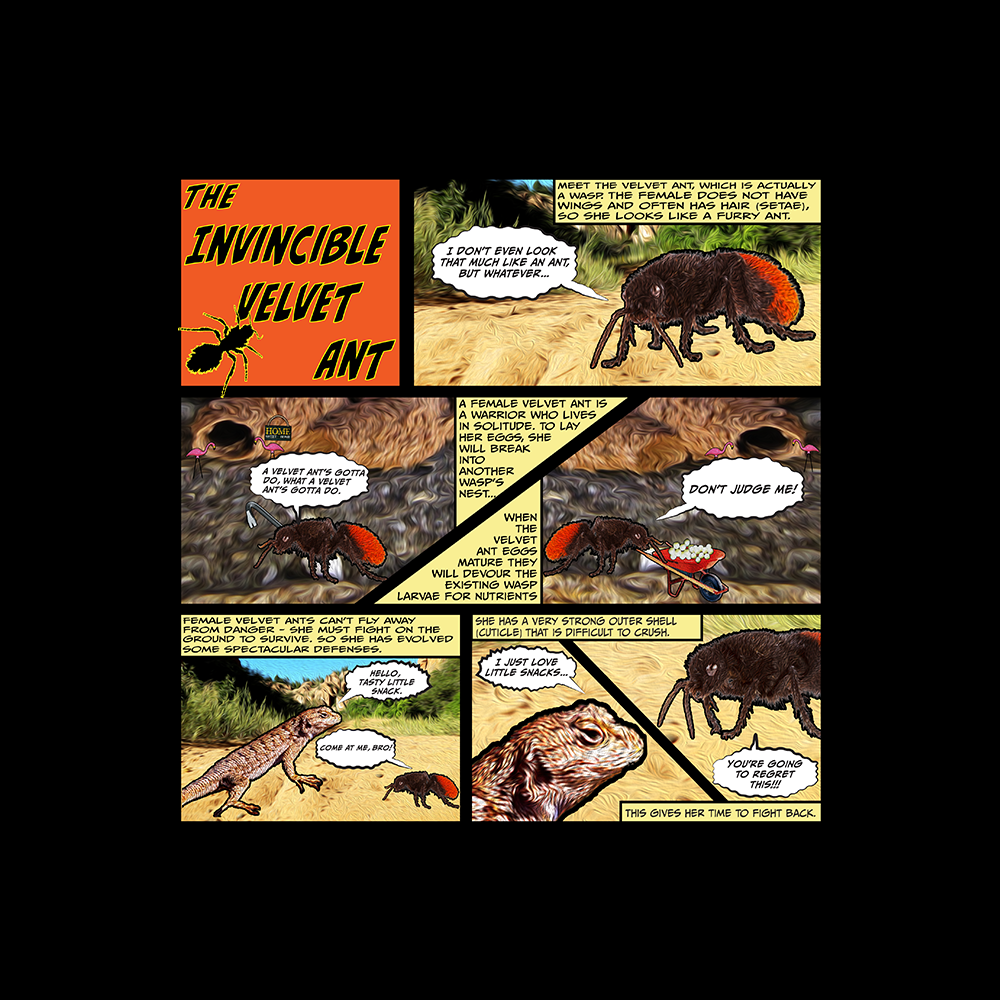 THE
INVINCIBLE
VELVET
ANT
MEET THE VELVET ANT, WHICH IS ACTUALLY
A WASP. THE FEMALE DOES NOT HAVE
WINGS AND OFTEN HAS HAIR (SETAE),
SO SHE LOOKS LIKE A FURRY ANT.
I DON'T EVEN LOOK
THAT MUCH LIKE AN ANT,
BUT WHATEVER...
HOME
A VELVET ANT'S GOTTA
DO, WHAT A VELVET
ANT'S GOTTA DO.
A FEMALE VELVET ANT IS
A WARRIOR WHO LIVES
IN SOLITUDE. TO LAY
HER EGGS, SHE
WILL BREAK
INTO
ANOTHER
WASP'S
NEST...
WHEN
THE
VELVET
ANT EGGS
MATURE THEY
WILL DEVOUR THE
EXISTING WASP
LARVAE FOR NUTRIENTS
DON'T JUDGE ME!
FEMALE VELVET ANTS CAN'T FLY AWAY
FROM DANGER - SHE MUST FIGHT ON THE
GROUND TO SURVIVE. SO SHE HAS EVOLVED
SOME SPECTACULAR DEFENSES.
HELLO,
TASTY LITTLE
SNACK.
COME AT ME, BRO!
SHE HAS A VERY STRONG OUTER SHELL
(CUTICLE) THAT IS DIFFICULT TO CRUSH.
I JUST LOVE
LITTLE SNACKS...
YOU'RE GOING
TO REGRET
THIS!!!
THIS GIVES HER TIME TO FIGHT BACK.